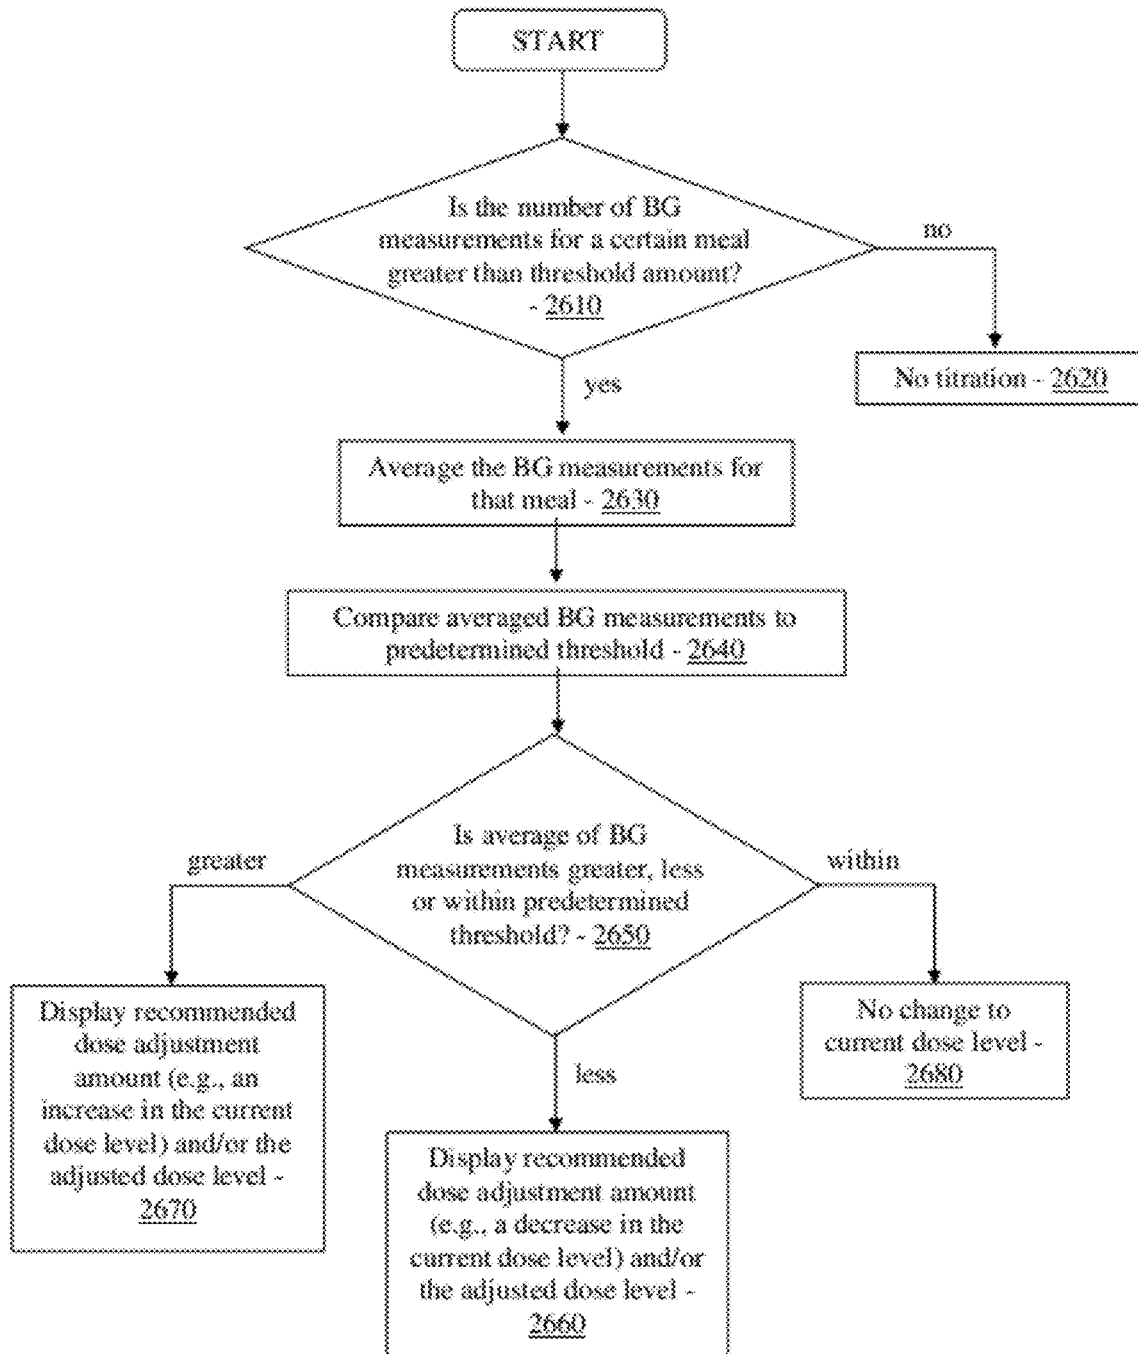 START
Is the number of BG
measurements for a certain meal
greater than threshold amount?
- 2610
no
No titration - 2620
yes
Average the BG measurements for
that meal - 2630
Compare averaged BG measurements to
predetermined threshold - 2640
Is average of BG
measurements greater, less
or within predetermined
threshold? - 2650
greater
within
Display recommended
dose adjustment
amount (e.g., an
increase in the current
dose level) and/or the
adjusted dose level -
2670
No change to
current dose level -
2680
less
Display recommended
dose adjustment amount
(e.g., a decrease in the
current dose level) and/or
the adjusted dose level -
2660